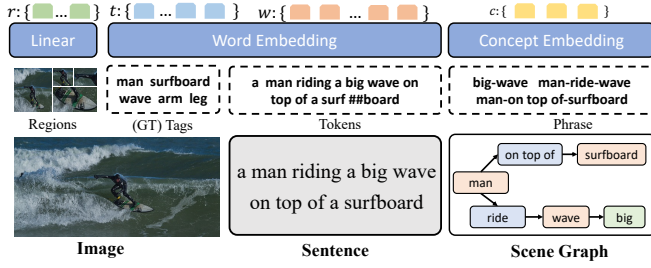 r:{ ... } t:{ ... } w:{ ... } c:{ ... }
Linear Word Embedding Concept Embedding
man surfboard
wave arm leg
a man riding a big wave on
top of a surf ##board
big-wave man-ride-wave
man-on top of-surfboard
Regions (GT) Tags Tokens Phrase
a man riding a big wave
on top of a surfboard
on top of surfboard
man
ride wave big
Image Sentence Scene Graph